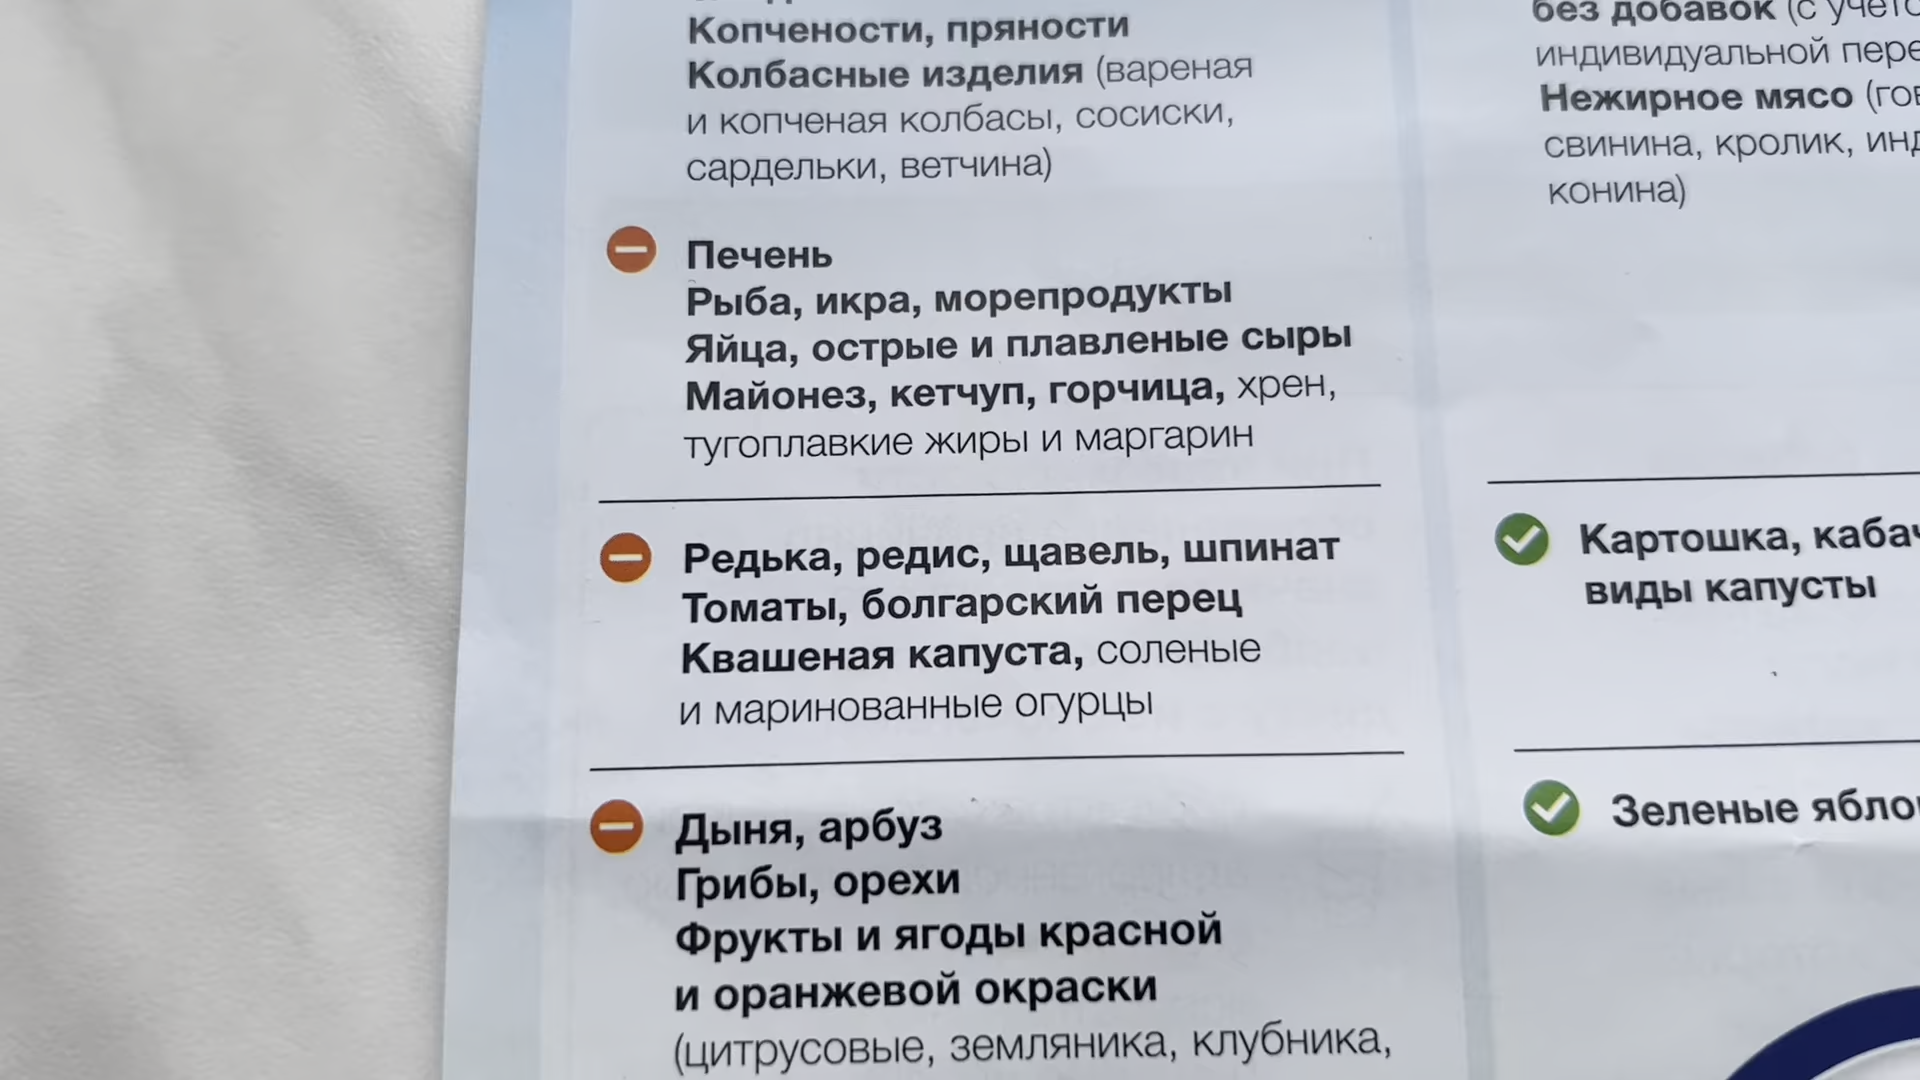 Копчености, пряности
Колбасные изделия (вареная
и копченая колбасы, сосиски,
сардельки, ветчина)
Печень
Рыба, икра, морепродукты
Яйца, острые и плавленые сыры
Майонез, кетчуп, горчица, хрен,
тугоплавкие жиры и маргарин
Редька, редис, щавель, шпинат
Томаты, болгарский перец
Квашеная капуста, соленые
и маринованные огурцы
Дыня, арбуз
Грибы, орехи
Фрукты и ягоды красной
и оранжевой окраски
(цитрусовые, земляника, клубника,
без добавок (с
индивидуальной
Нежирное мясо
свинина, кролик,
конина)
Картошка,
виды капусты
Зеленые